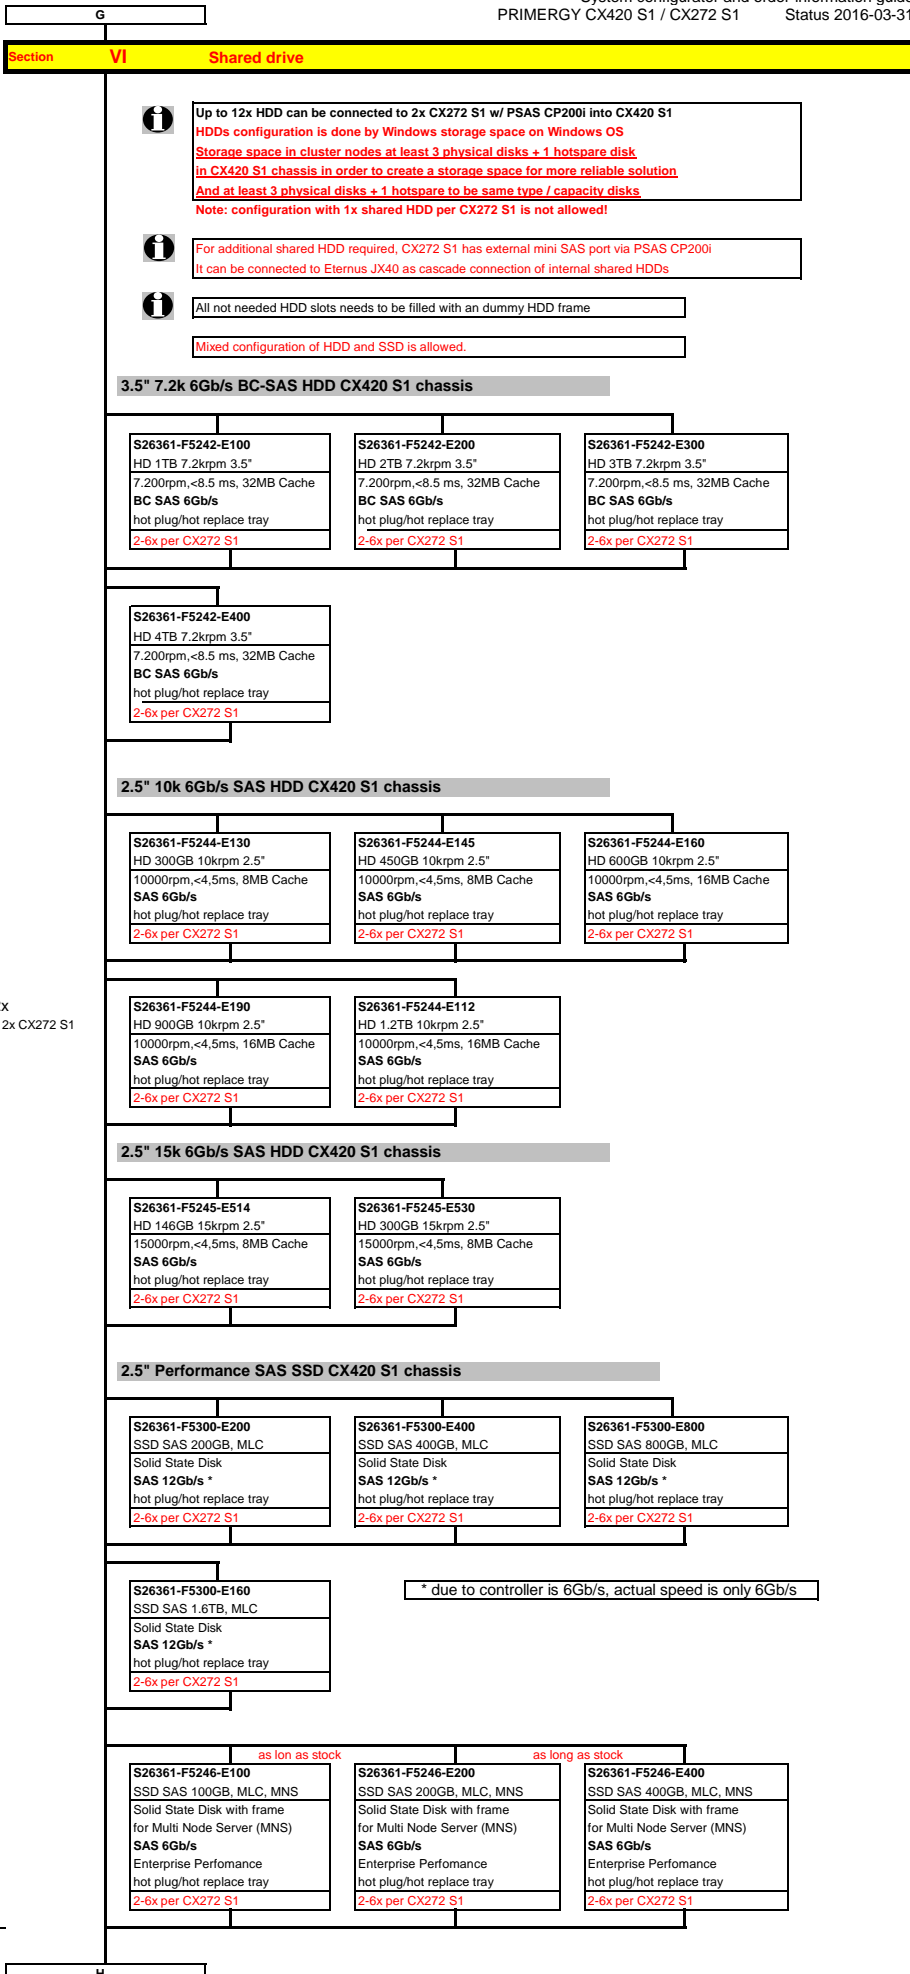 System configurator and order-information guide
PRIMERGY CX420 S1 / CX272 S1 Status 2016-03-31
G
Section VI Shared drive
Up to 12x HDD can be connected to 2x CX272 S1 w/ PSAS CP200i into CX420 S1
HDDs configuration is done by Windows storage space on Windows OS
Storage space in cluster nodes at least 3 physical disks + 1 hotspare disk
in CX420 S1 chassis in order to create a storage space for more reliable solution
And at least 3 physical disks + 1 hotspare to be same type / capacity disks
Note: configuration with 1x shared HDD per CX272 S1 is not allowed!
For additional shared HDD required, CX272 S1 has external mini SAS port via PSAS CP200i
It can be connected to Eternus JX40 as cascade connection of internal shared HDDs
All not needed HDD slots needs to be filled with an dummy HDD frame
Mixed configuration of HDD and SSD is allowed.
3.5" 7.2k 6Gb/s BC-SAS HDD CX420 S1 chassis
S26361-F5242-E100
HD 1TB 7.2krpm 3.5"
7.200rpm,<8.5 ms, 32MB Cache
BC SAS 6Gb/s
hot plug/hot replace tray
2-6x per CX272 S1
S26361-F5242-E200
HD 2TB 7.2krpm 3.5"
7.200rpm,<8.5 ms, 32MB Cache
BC SAS 6Gb/s
hot plug/hot replace tray
2-6x per CX272 S1
S26361-F5242-E300
HD 3TB 7.2krpm 3.5"
7.200rpm,<8.5 ms, 32MB Cache
BC SAS 6Gb/s
hot plug/hot replace tray
2-6x per CX272 S1
S26361-F5242-E400
HD 4TB 7.2krpm 3.5"
7.200rpm,<8.5 ms, 32MB Cache
BC SAS 6Gb/s
hot plug/hot replace tray
2-6x per CX272 S1
2.5" 10k 6Gb/s SAS HDD CX420 S1 chassis
S26361-F5244-E130
HD 300GB 10krpm 2.5"
10000rpm,<4,5ms, 8MB Cache
SAS 6Gb/s
hot plug/hot replace tray
2-6x per CX272 S1
S26361-F5244-E145
HD 450GB 10krpm 2.5"
10000rpm,<4,5ms, 8MB Cache
SAS 6Gb/s
hot plug/hot replace tray
2-6x per CX272 S1
S26361-F5244-E160
HD 600GB 10krpm 2.5"
10000rpm,<4,5ms, 16MB Cache
SAS 6Gb/s
hot plug/hot replace tray
2-6x per CX272 S1
x
2x CX272 S1
S26361-F5244-E190
HD 900GB 10krpm 2.5"
10000rpm,<4,5ms, 16MB Cache
SAS 6Gb/s
hot plug/hot replace tray
2-6x per CX272 S1
S26361-F5244-E112
HD 1.2TB 10krpm 2.5"
10000rpm,<4,5ms, 16MB Cache
SAS 6Gb/s
hot plug/hot replace tray
2-6x per CX272 S1
2.5" 15k 6Gb/s SAS HDD CX420 S1 chassis
S26361-F5245-E514
HD 146GB 15krpm 2.5"
15000rpm,<4,5ms, 8MB Cache
SAS 6Gb/s
hot plug/hot replace tray
2-6x per CX272 S1
S26361-F5245-E530
HD 300GB 15krpm 2.5"
15000rpm,<4,5ms, 8MB Cache
SAS 6Gb/s
hot plug/hot replace tray
2-6x per CX272 S1
2.5" Performance SAS SSD CX420 S1 chassis
S26361-F5300-E200
SSD SAS 200GB, MLC
Solid State Disk
SAS 12Gb/s *
hot plug/hot replace tray
2-6x per CX272 S1
S26361-F5300-E400
SSD SAS 400GB, MLC
Solid State Disk
SAS 12Gb/s *
hot plug/hot replace tray
2-6x per CX272 S1
S26361-F5300-E800
SSD SAS 800GB, MLC
Solid State Disk
SAS 12Gb/s *
hot plug/hot replace tray
2-6x per CX272 S1
S26361-F5300-E160
SSD SAS 1.6TB, MLC
Solid State Disk
SAS 12Gb/s *
hot plug/hot replace tray
2-6x per CX272 S1
* due to controller is 6Gb/s, actual speed is only 6Gb/s
as lon as stock
as long as stock
S26361-F5246-E100
SSD SAS 100GB, MLC, MNS
Solid State Disk with frame
for Multi Node Server (MNS)
SAS 6Gb/s
Enterprise Perfomance
hot plug/hot replace tray
2-6x per CX272 S1
S26361-F5246-E200
SSD SAS 200GB, MLC, MNS
Solid State Disk with frame
for Multi Node Server (MNS)
SAS 6Gb/s
Enterprise Perfomance
hot plug/hot replace tray
2-6x per CX272 S1
S26361-F5246-E400
SSD SAS 400GB, MLC, MNS
Solid State Disk with frame
for Multi Node Server (MNS)
SAS 6Gb/s
Enterprise Perfomance
hot plug/hot replace tray
2-6x per CX272 S1
H